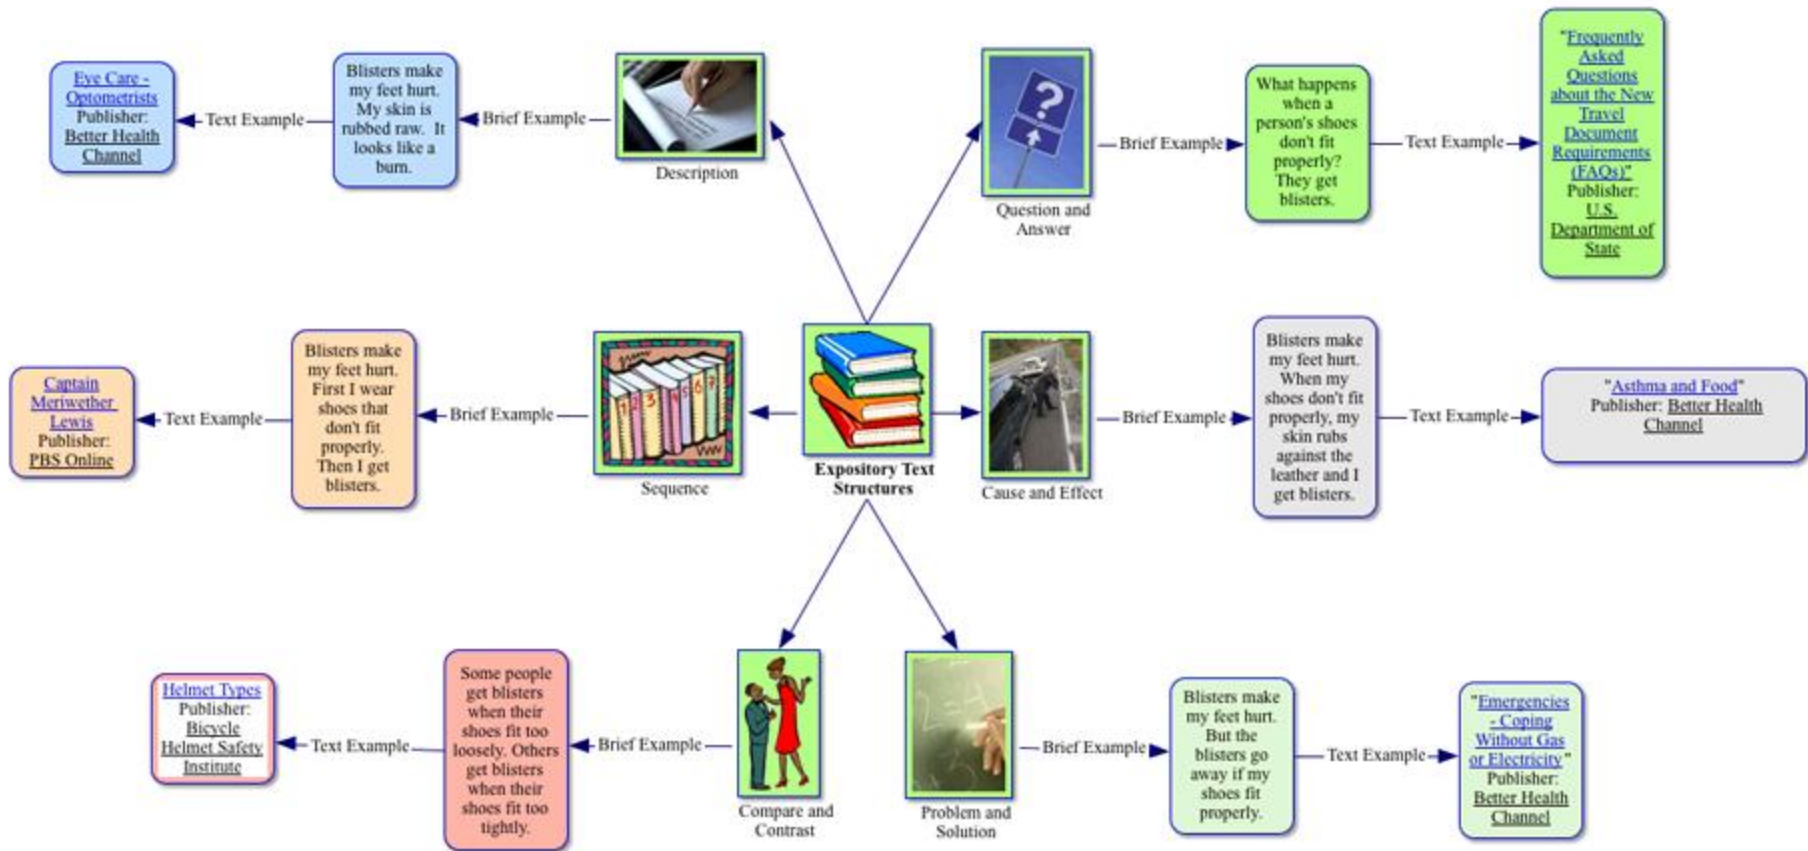 Eye Care -
Optometrists
Publisher:
Better Health
Channel
Text Example
Blisters make
my feet hurt.
My skin is
rubbed raw.  It
looks like a
burn.
Brief Example
Description
Question and
Answer
Brief Example
What happens
when a
person's shoes
don't fit
properly?
They get
blisters.
Text Example
"Frequently
Asked
Questions
about the New
Travel
Document
Requirements
(FAQs)"
Publisher:
U.S.
Department of
State
Captain
Meriwether
Lewis
Publisher:
PBS Online
Text Example
Blisters make
my feet hurt.
First I wear
shoes that
don't fit
properly.
Then I get
blisters.
Brief Example
1 2 3 4 5 6 7
Sequence
Expository Text
Structures
Cause and Effect
Brief Example
Blisters make
my feet hurt.
When my
shoes don't fit
properly, my
skin rubs
against the
leather and I
get blisters.
Text Example
"Asthma and Food"
Publisher: Better Health
Channel
Helmet Types
Publisher:
Bicycle
Helmet Safety
Institute
Text Example
Some people
get blisters
when their
shoes fit too
loosely. Others
get blisters
when their
shoes fit too
tightly.
Brief Example
Compare and
Contrast
Problem and
Solution
Brief Example
Blisters make
my feet hurt.
But the
blisters go
away if my
shoes fit
properly.
Text Example
"Emergencies
- Coping
Without Gas
or Electricity "
Publisher:
Better Health
Channel